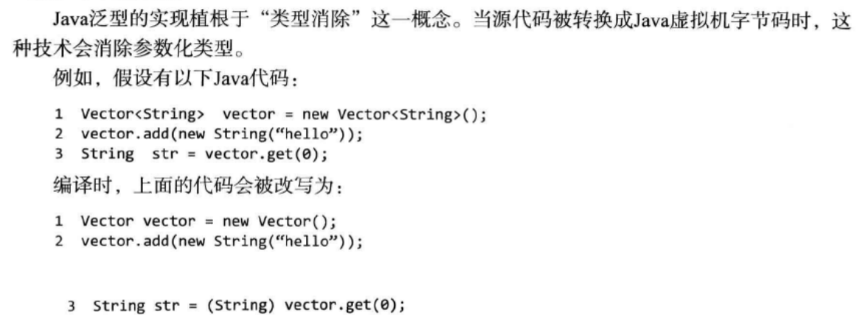 Java泛型的实现植根于“类型消除”这一概念。当源代码被转换成Java虚拟机字节码时，这
种技术会消除参数化类型。
例如，假设有以下Java代码：
1 Vector<String> vector = new Vector<String>();
2 vector.add(new String(“hello”));
3 String str = vector.get(0);
编译时，上面的代码会被改写为：
1 Vector vector = new Vector();
2 vector.add(new String(“hello”));
3 String str = (String) vector.get(0);